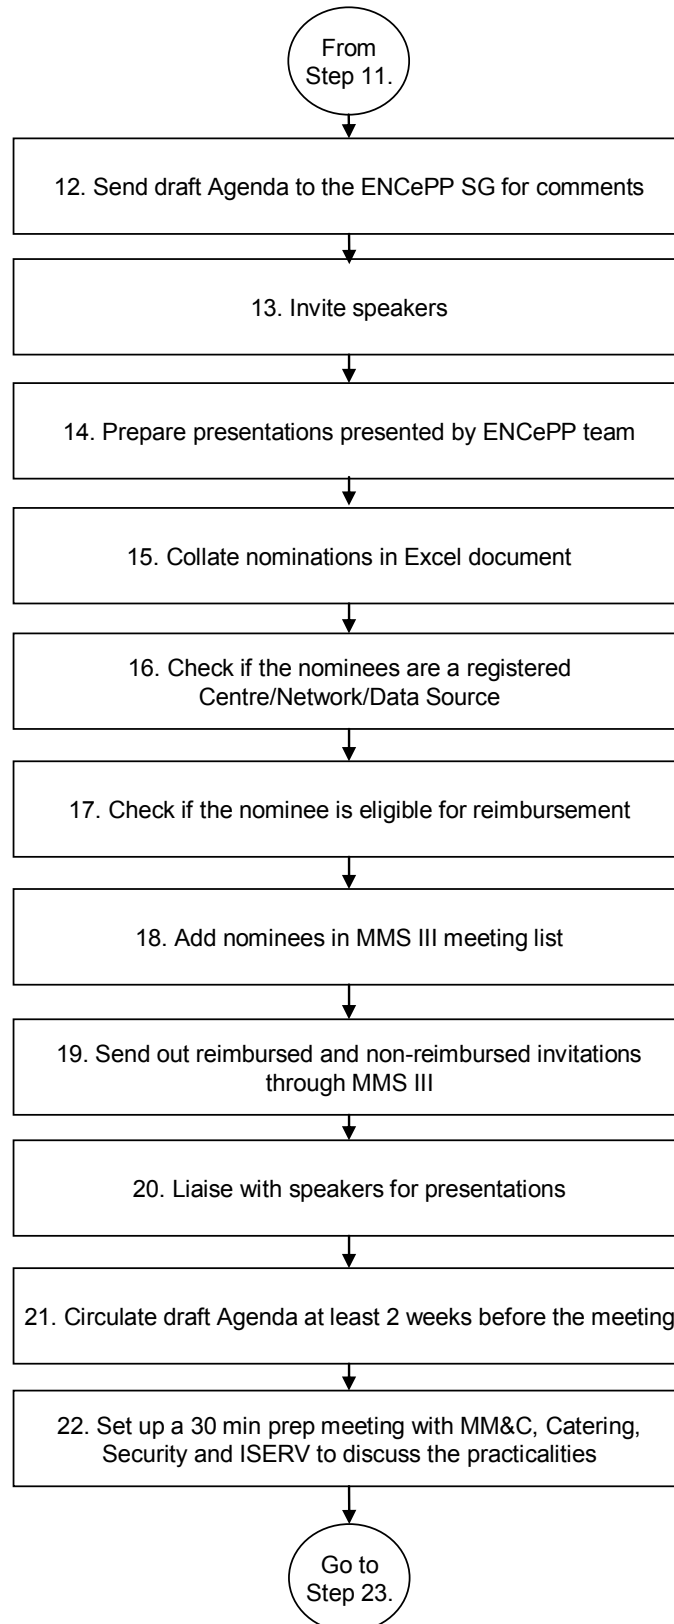 From
Step 11.
12. Send draft Agenda to the ENCePP SG for comments
13. Invite speakers
14. Prepare presentations presented by ENCePP team
15. Collate nominations in Excel document
16. Check if the nominees are a registered
Centre/Network/Data Source
17. Check if the nominee is eligible for reimbursement
18. Add nominees in MMS III meeting list
19. Send out reimbursed and non-reimbursed invitations
through MMS III
20. Liaise with speakers for presentations
21. Circulate draft Agenda at least 2 weeks before the meeting
22. Set up a 30 min prep meeting with MM&C, Catering,
Security and ISERV to discuss the practicalities
Go to
Step 23.